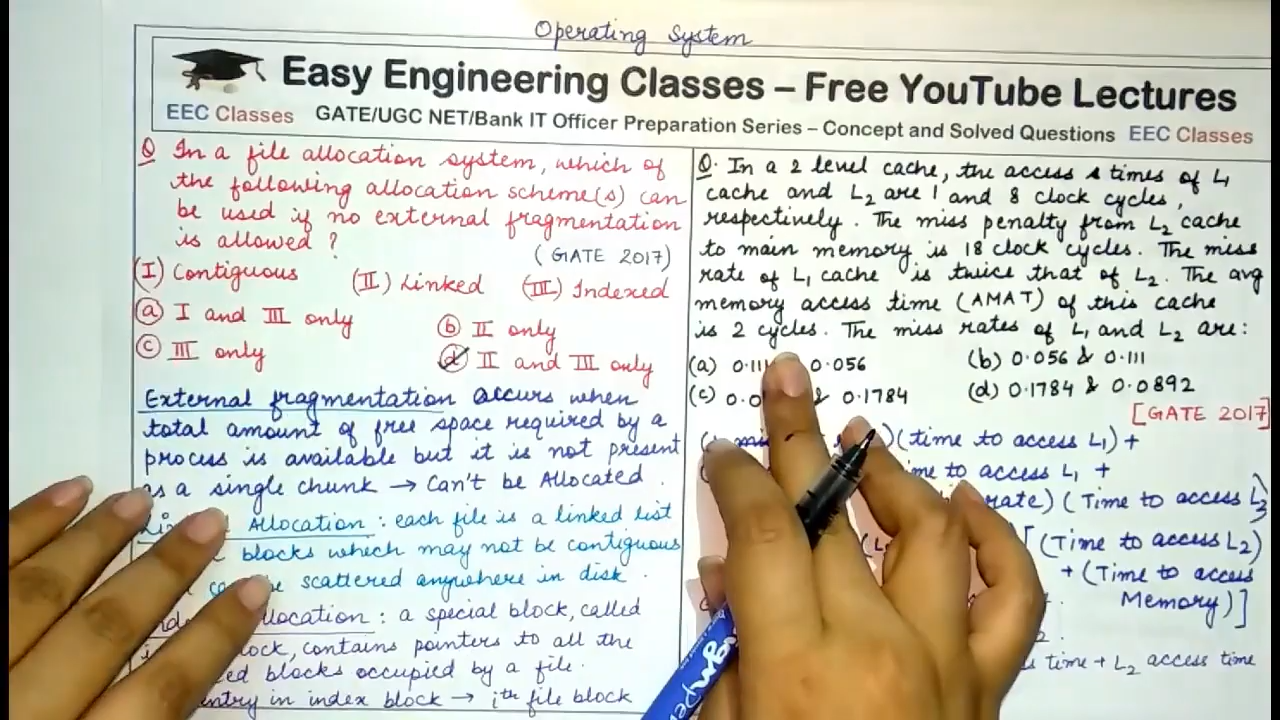 Operating System
Easy Engineering Classes – Free YouTube Lectures
EEC Classes GATE/UGC NET/Bank IT Officer Preparation Series – Concept and Solved Questions EEC Classes
Q In a file allocation system, which of
the following allocation scheme(s) can
be used if no external fragmentation
is allowed ?
( GATE 2017)
(I) Contiguous (II) Linked (III) Indexed
(a) I and III only (b) II only
(c) III only (d) II and III only
External fragmentation occurs when
total amount of free space required by a
process is available but it is not present
as a single chunk → Can't be Allocated.
Allocation : each file is a linked list
blocks which may not be contiguous
scattered anywhere in disk.
llocation : a special block, called
lock, contains pointers to all the
ed blocks occupied by a file.
entry in index block → ith file block
Q. In a 2 level cache, the access times of L1
cache and L2 are 1 and 8 clock cycles,
respectively. The miss penalty from L2 cache
to main memory is 18 clock cycles. The miss
rate of L1 cache is twice that of L2. The avg
memory access time (AMAT) of this cache
is 2 cycles. The miss rates of L1 and L2 are:
(a) 0.111 0.056 (b) 0.056 & 0.111
(c) 0.0 & 0.1784 (d) 0.1784 & 0.0892
[GATE 2017]
)(time to access L1) +
me to access L1 +
rate) (Time to access L2
[(Time to access L2)
+ (Time to access
Memory)]
time + L2 access time